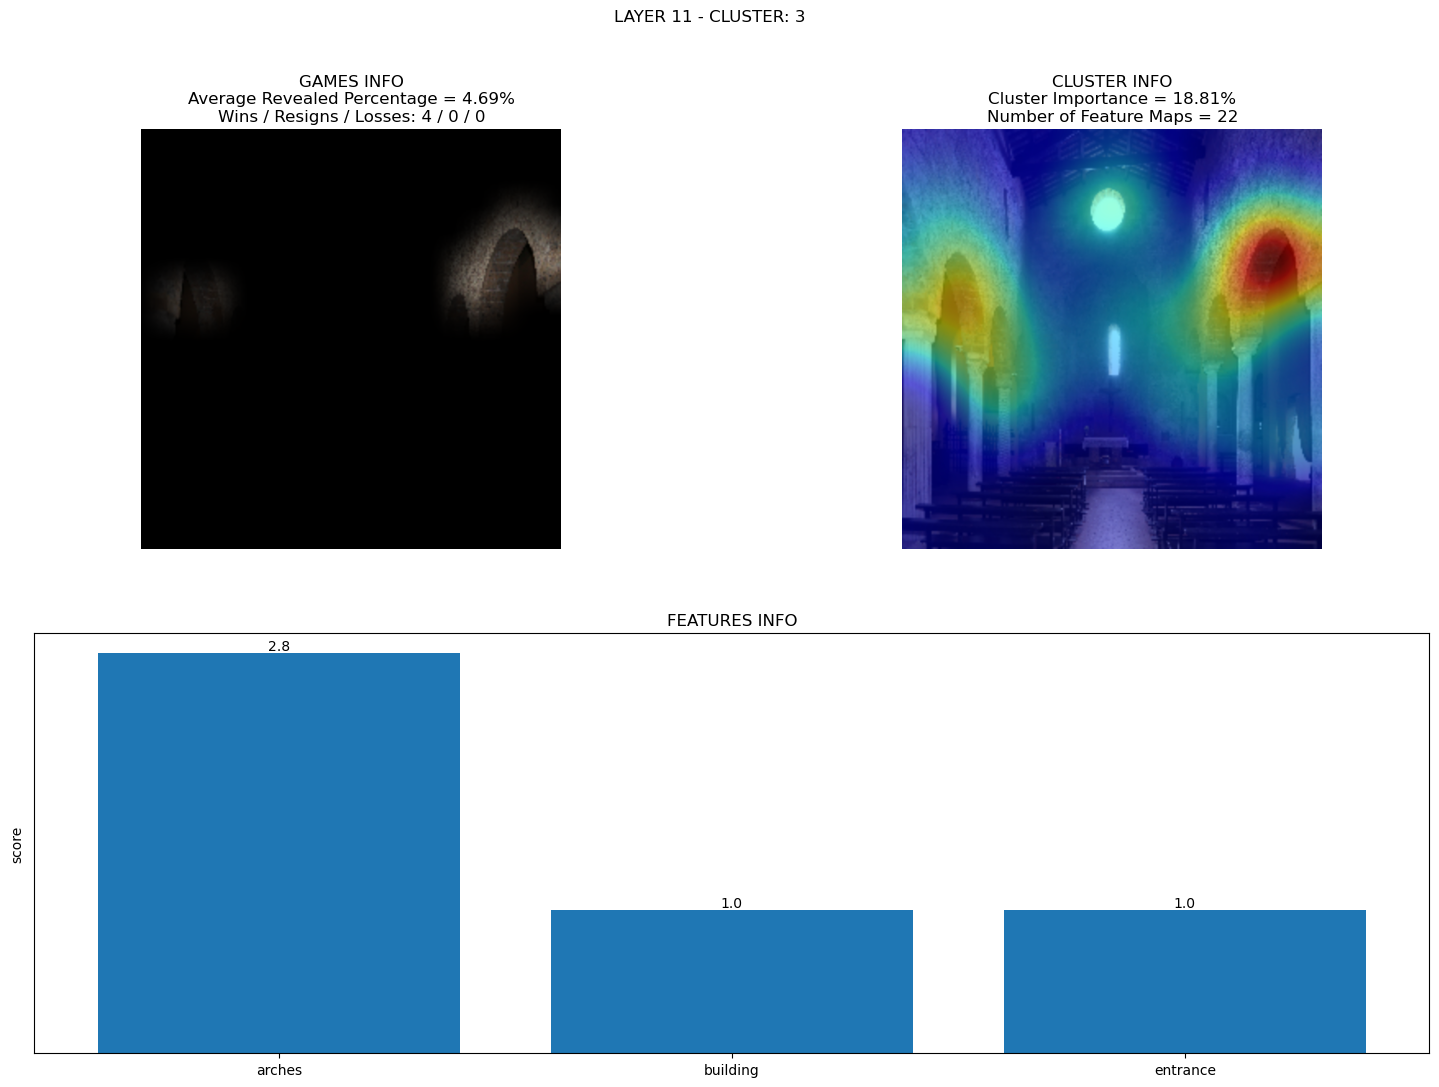 LAYER 11 - CLUSTER: 3
GAMES INFO
Average Revealed Percentage = 4.69%
Wins / Resigns / Losses: 4 / 0 / 0
CLUSTER INFO
Cluster Importance = 18.81%
Number of Feature Maps = 22
FEATURES INFO
score
2.8
1.0
1.0
arches
building
entrance